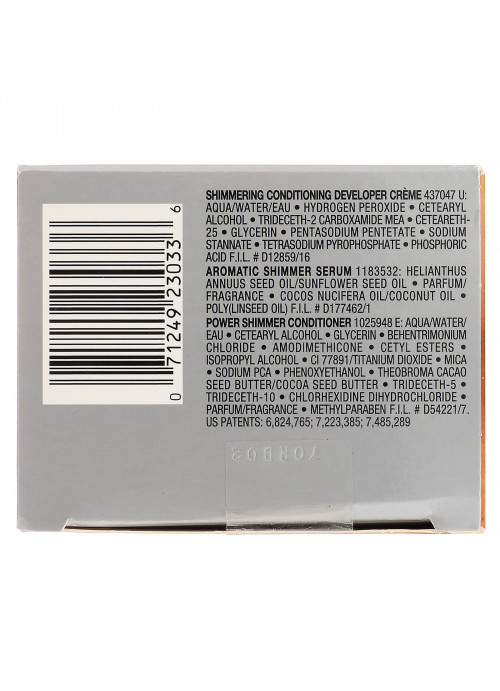 SHIMMERING CONDITIONING DEVELOPER CRÈME 437047 U:
AQUA/WATER/EAU • HYDROGEN PEROXIDE • CETEARYL
ALCOHOL • TRIDECETH-2 CARBOXAMIDE MEA • CETEARETH-
25 • GLYCERIN • PENTASODIUM PENTETATE • SODIUM
STANNATE • TETRASODIUM PYROPHOSPHATE • PHOSPHORIC
ACID F.I.L. # D12859/16
AROMATIC SHIMMER SERUM 1183532: HELIANTHUS
ANNUUS SEED OIL/SUNFLOWER SEED OIL • PARFUM/
FRAGRANCE • COCOS NUCIFERA OIL/COCONUT OIL •
POLY(LINSEED OIL) F.I.L. # D177462/1
POWER SHIMMER CONDITIONER 1025948 E: AQUA/WATER/
EAU • CETEARYL ALCOHOL • GLYCERIN • BEHENTRIMONIUM
CHLORIDE • AMODIMETHICONE • CETYL ESTERS •
ISOPROPYL ALCOHOL • CI 77891/TITANIUM DIOXIDE • MICA
• SODIUM PCA • PHENOXYETHANOL • THEOBROMA CACAO
SEED BUTTER/COCOA SEED BUTTER • TRIDECETH-5 •
TRIDECETH-10 • CHLORHEXIDINE DIHYDROCHLORIDE •
PARFUM/FRAGRANCE • METHYLPARABEN F.I.L. # D54221/7.
US PATENTS: 6,824,765; 7,223,385; 7,485,289
0 71249 23033 6